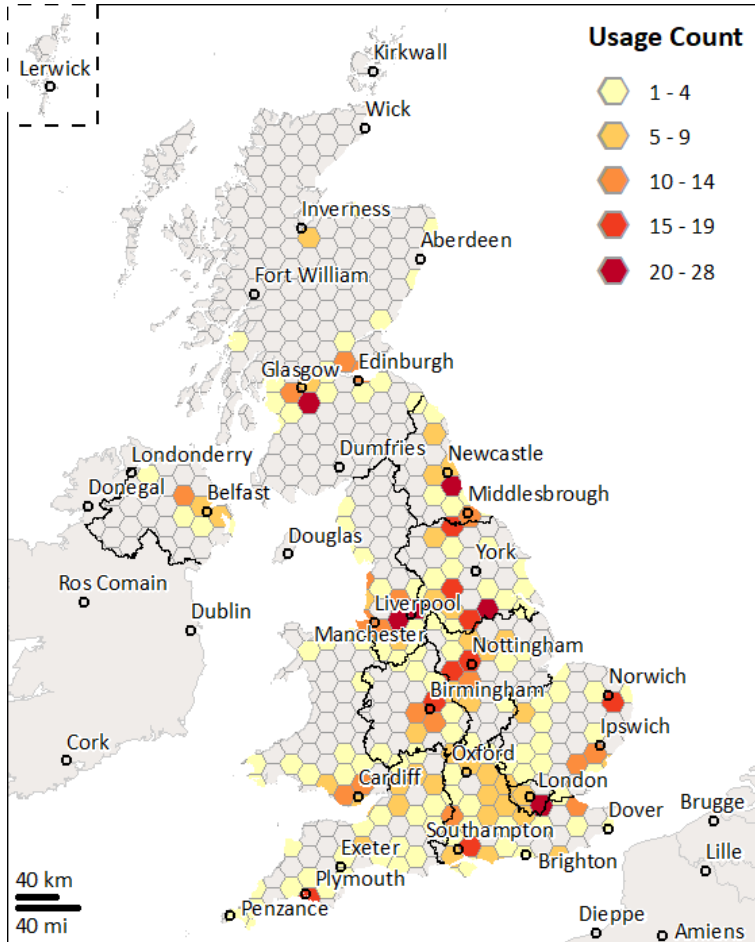 Usage Count
1 - 4
5 - 9
10 - 14
15 - 19
20 - 28
Lerwick
Kirkwall
Wick
Inverness
Aberdeen
Fort William
Glasgow
Edinburgh
Dumfries
Newcastle
Londonderry
Donegal
Belfast
Middlesbrough
Douglas
York
Ros Comain
Dublin
Liverpool
Manchester
Nottingham
Norwich
Birmingham
Ipswich
Cork
Oxford
Cardiff
London
Dover
Brugge
Southampton
Exeter
Brighton
Lille
Plymouth
Penzance
Dieppe
Amiens
40 km
40 mi